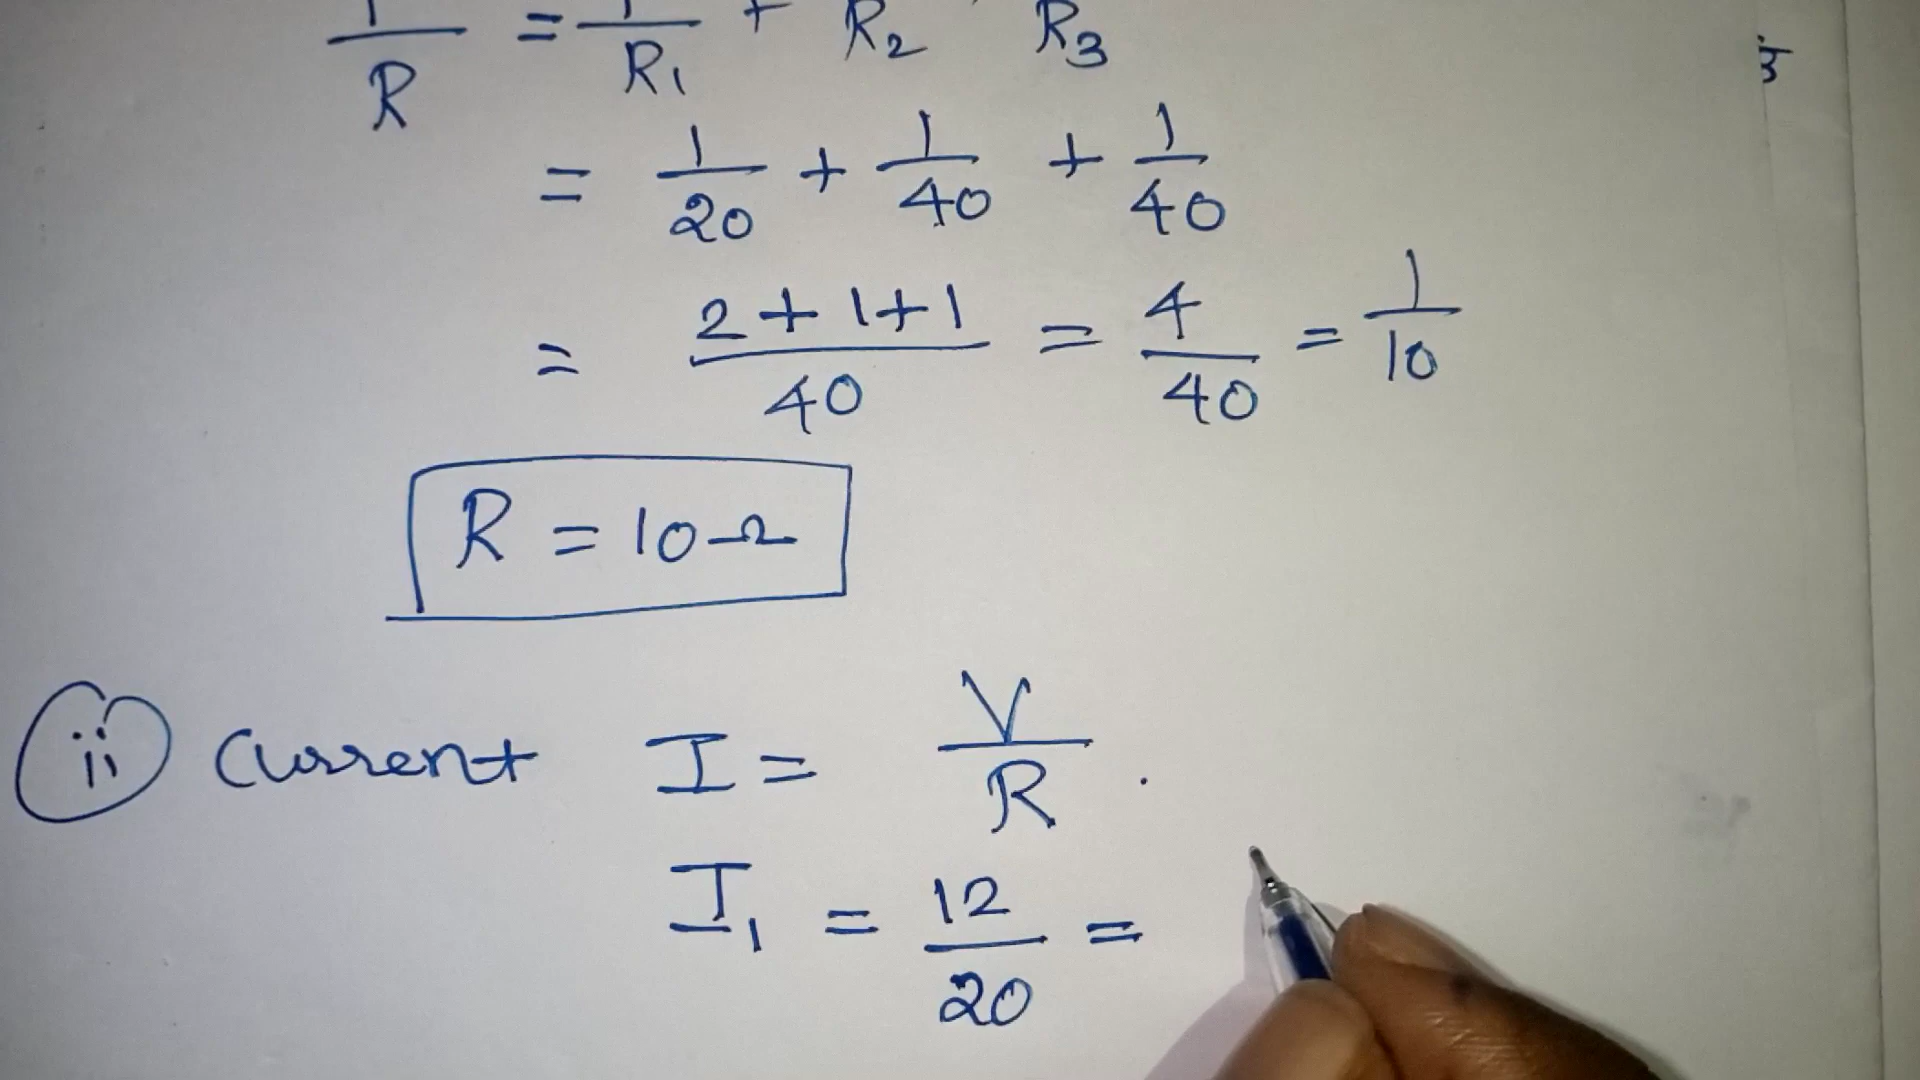 1/R = 1/R1 + R2 R3
= 1/20 + 1/40 + 1/40
= 2+1+1/40 = 4/40 = 1/10
R = 10Ω
ii Current I = V/R .
I1 = 12/20 =